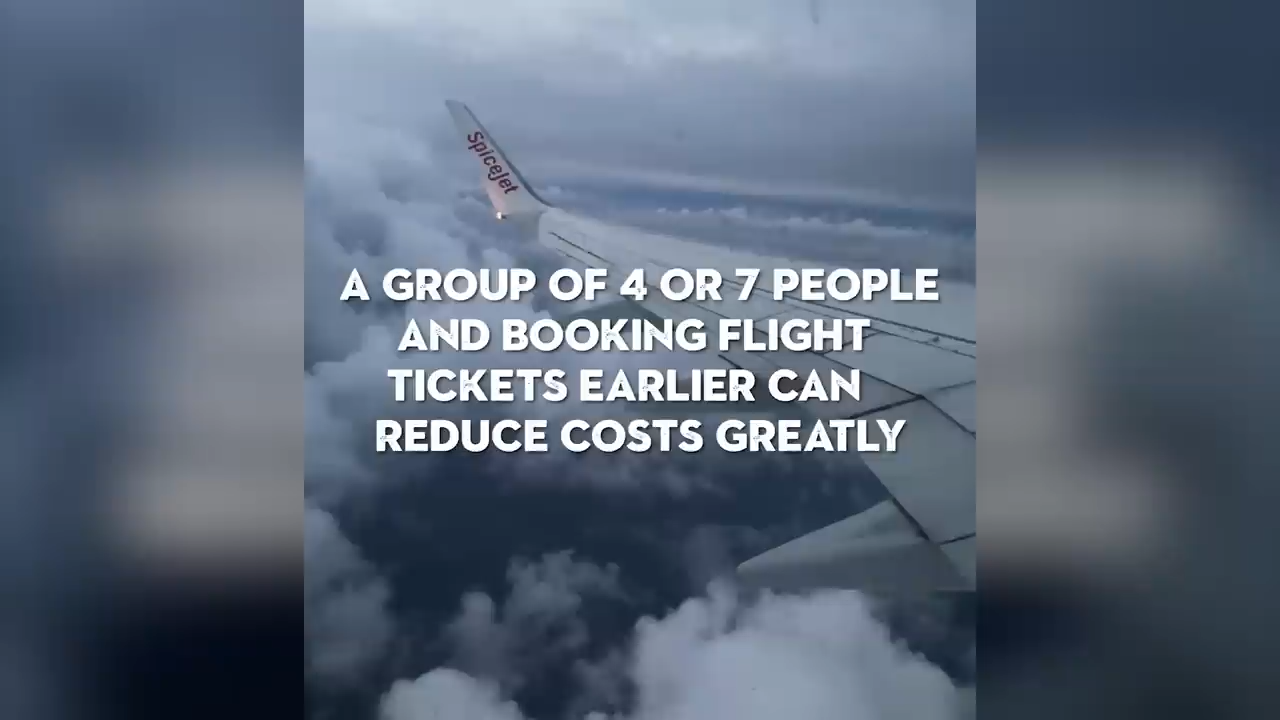 SpiceJet
A GROUP OF 4 OR 7 PEOPLE
AND BOOKING FLIGHT
TICKETS EARLIER CAN
REDUCE COSTS GREATLY